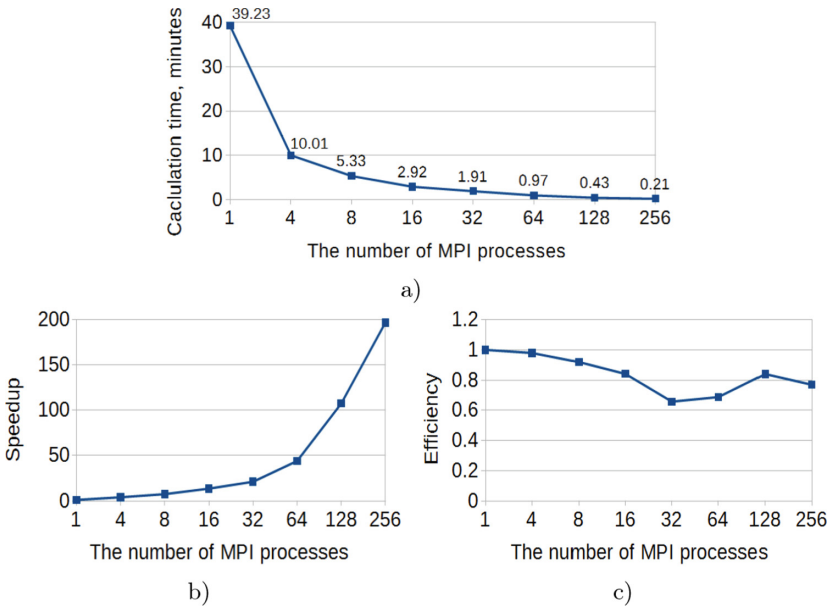 Caclulation time, minutes
40
30
20
10
0
39.23
10.01
5.33
2.92
1.91
0.97
0.43
0.21
1 4 8 16 32 64 128 256
The number of MPI processes
a)
Speedup
200
150
100
50
0
1 4 8 16 32 64 128 256
The number of MPI processes
b)
Efficiency
1.2
1
0.8
0.6
0.4
0.2
0
1 4 8 16 32 64 128 256
The number of MPI processes
c)